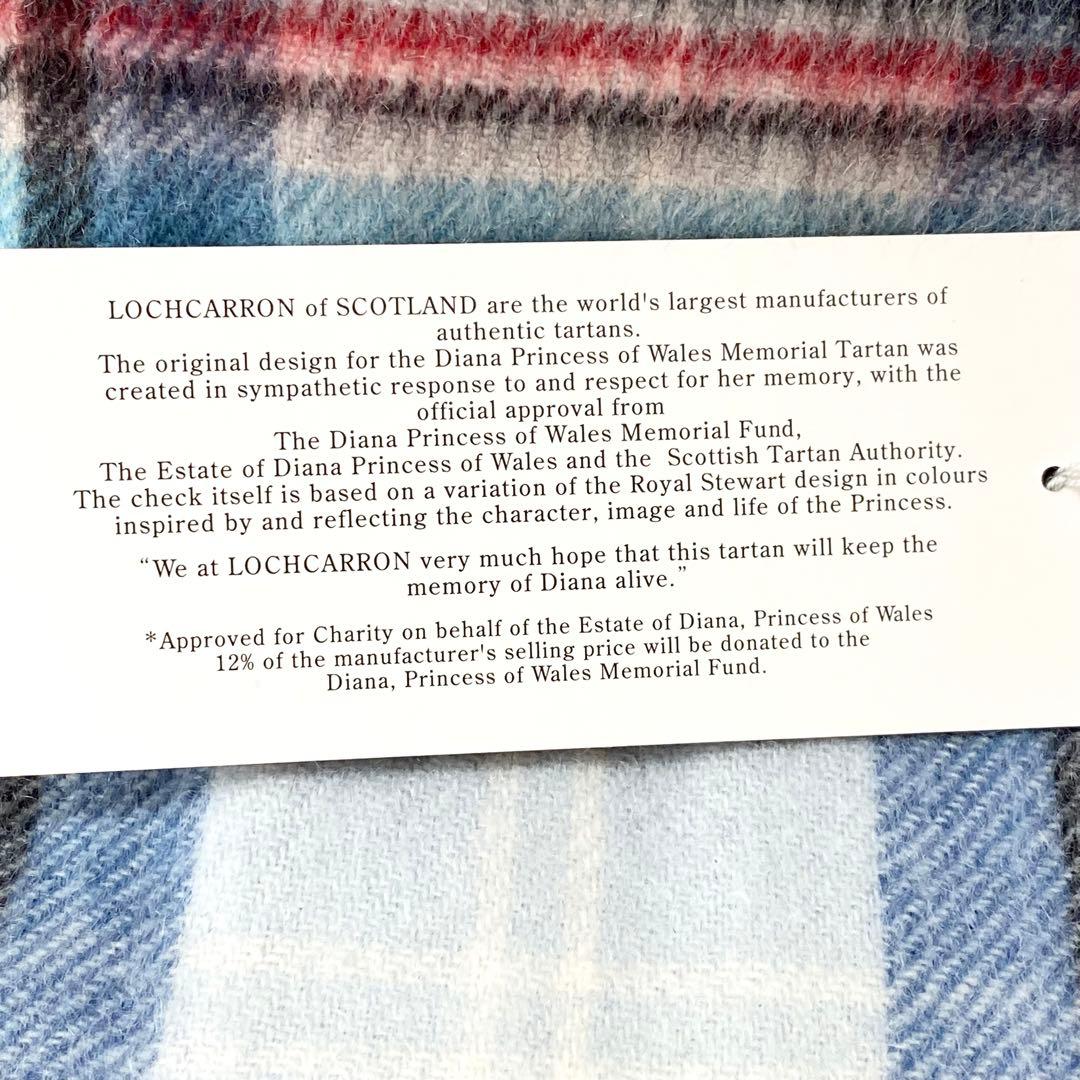 LOCHCARRON of SCOTLAND are the world's largest manufacturers of
authentic tartans.
The original design for the Diana Princess of Wales Memorial Tartan was
created in sympathetic response to and respect for her memory, with the
official approval from
The Diana Princess of Wales Memorial Fund,
The Estate of Diana Princess of Wales and the Scottish Tartan Authority.
The check itself is based on a variation of the Royal Stewart design in colours
inspired by and reflecting the character, image and life of the Princess.
“We at LOCHCARRON very much hope that this tartan will keep the
memory of Diana alive.”
*Approved for Charity on behalf of the Estate of Diana, Princess of Wales
12% of the manufacturer's selling price will be donated to the
Diana, Princess of Wales Memorial Fund.